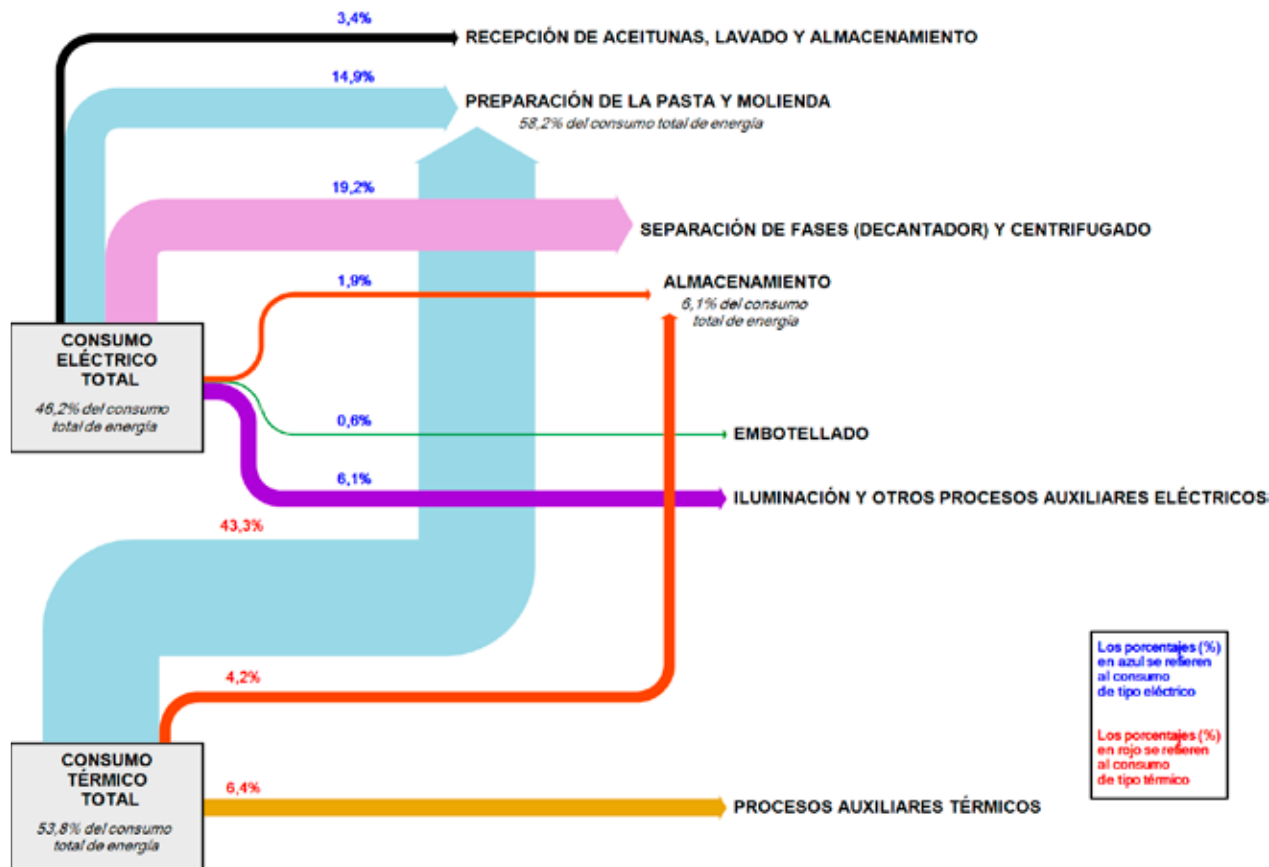 3,4%
RECEPCIÓN DE ACEITUNAS, LAVADO Y ALMACENAMIENTO
14,9%
PREPARACIÓN DE LA PASTA Y MOLIENDA
58,2% del consumo total de energía
19,2%
SEPARACIÓN DE FASES (DECANTADOR) Y CENTRIFUGADO
1,9%
ALMACENAMIENTO
6,1% del consumo
total de energía
CONSUMO
ELÉCTRICO
TOTAL
46,2% del consumo
total de energía
0,6%
EMBOTELLADO
6,1%
ILUMINACIÓN Y OTROS PROCESOS AUXILIARES ELÉCTRICOS
43,3%
4,2%
CONSUMO
TÉRMICO
TOTAL
53,8% del consumo
total de energía
6,4%
PROCESOS AUXILIARES TÉRMICOS
Los porcentajes (%)
en azul se refieren
al consumo
de tipo eléctrico
Los porcentajes (%)
en rojo se refieren
al consumo
de tipo térmico